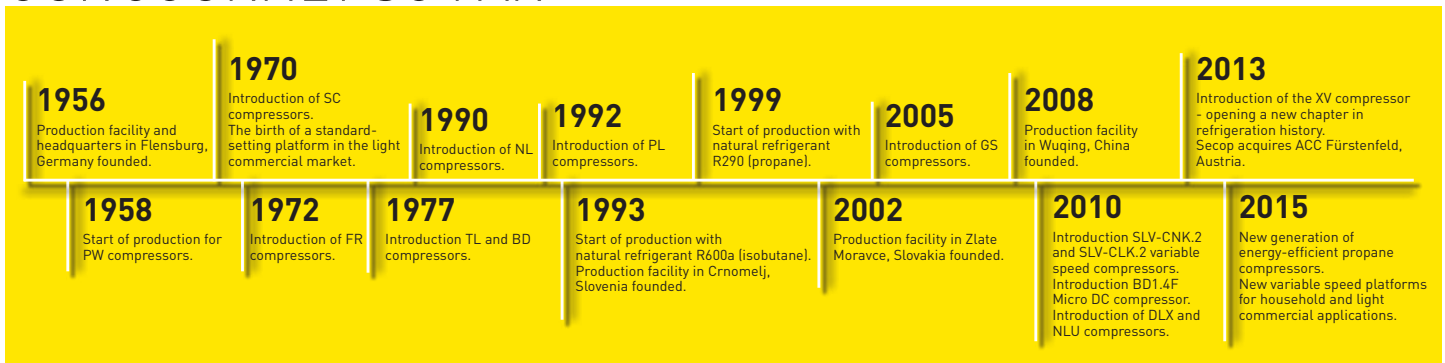 1956
Production facility and
headquarters in Flensburg,
Germany founded.
1958
Start of production for
PW compressors.
1970
Introduction of SC
compressors.
The birth of a standard-
setting platform in the light
commercial market.
1972
Introduction of FR
compressors.
1977
Introduction TL and BD
compressors.
1990
Introduction of NL
compressors.
1992
Introduction of PL
compressors.
1993
Start of production with
natural refrigerant R600a (isobutane).
Production facility in Crnomelj,
Slovenia founded.
1999
Start of production with
natural refrigerant
R290 (propane).
2002
Production facility in Zlate
Moravce, Slovakia founded.
2005
Introduction of GS
compressors.
2008
Production facility
in Wuqing, China
founded.
2010
Introduction SLV-CNK.2
and SLV-CLK.2 variable
speed compressors.
Introduction BD1.4F
Micro DC compressor.
Introduction of DLX and
NLU compressors.
2013
Introduction of the XV compressor
- opening a new chapter in
refrigeration history.
Secop acquires ACC Fürstenfeld,
Austria.
2015
New generation of
energy-efficient propane
compressors.
New variable speed platforms
for household and light
commercial applications.